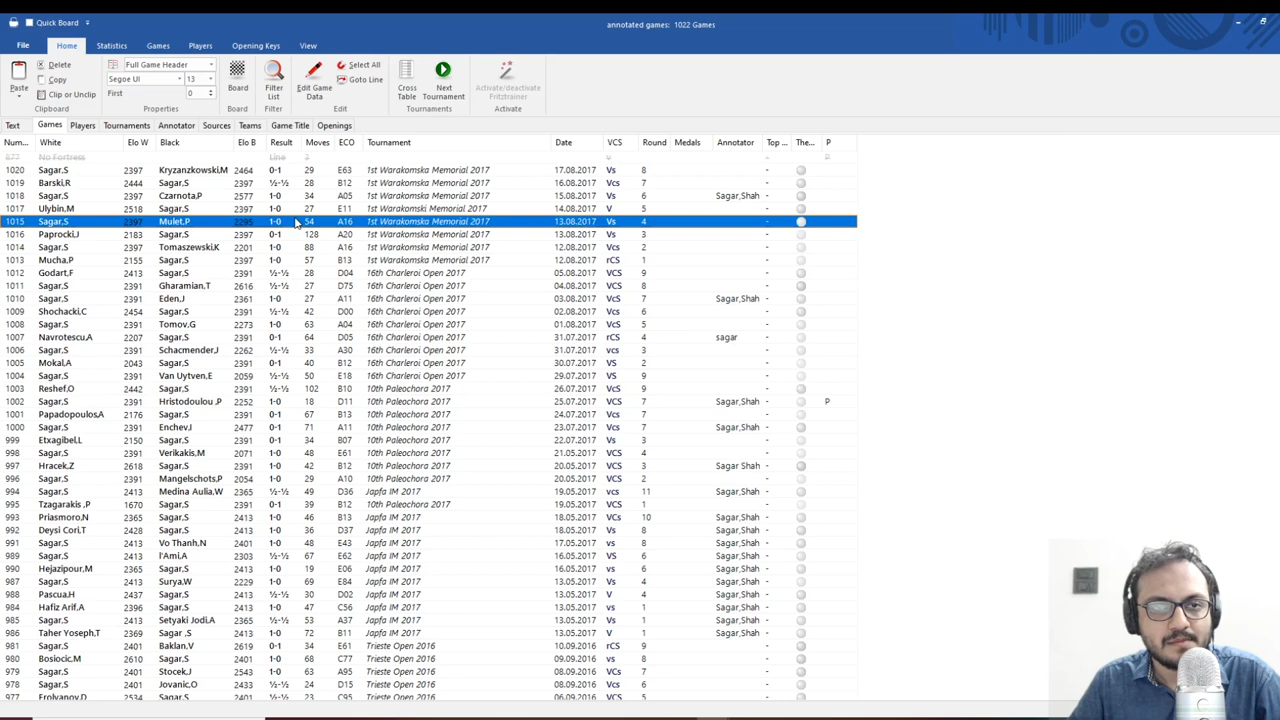 Quick Board
annotated games: 1022 Games
File Home Statistics Games Players Opening Keys View
Paste Delete Copy Clip or Unclip Clipboard
Full Game Header
Segoe UI 13
First 0
Properties
Board
Filter List Filter
Edit Game Data Select All Goto Line Edit
Cross Table Next Tournament Tournaments
Activate/deactivate Fritztrainer Activate
Text Games Players Tournaments Annotator Sources Teams Game Title Openings
Num... White Elo W Black Elo B Result Moves ECO Tournament Date VCS Round Medals Annotator Top ... The... P
877 No Fortress Line 3 v P
1020 Sagar,S 2397 Kryzanzkowski,M 2464 0-1 29 E63 1st Warakomska Memorial 2017 17.08.2017 Vs 8
1019 Barski,R 2444 Sagar,S 2397 ½-½ 28 B12 1st Warakomska Memorial 2017 16.08.2017 Vcs 7 -
1018 Sagar,S 2397 Czarnota,P 2577 1-0 34 A05 1st Warakomska Memorial 2017 15.08.2017 Vs 6 Sagar,Shah -
1017 Ulybin.M 2518 Sagar,S 2397 1-0 27 E11 1st Warakomski Memorial 2017 14.08.2017 V 5 -
1015 Sagar,S 2397 Mulet,P 2295 1-0 54 A16 1st Warakomska Memorial 2017 13.08.2017 Vs 4 -
1016 Paprocki,J 2183 Sagar,S 2397 0-1 128 A20 1st Warakomska Memorial 2017 13.08.2017 Vs 3 -
1014 Sagar,S 2397 Tomaszewski.K 2247 1-0 88 A16 1st Warakomska Memorial 2017 12.08.2017 Vcs 2 -
1013 Mucha,P 2155 Sagar,S 2397 0-1 57 B13 1st Warakomska Memorial 2017 12.08.2017 rCS 1 -
1012 Godart,F 2413 Sagar,S 2391 ½-½ 28 D04 16th Charleroi Open 2017 05.08.2017 VCS 9 -
1011 Sagar,S 2391 Gharamian,T 2616 ½-½ 27 D75 16th Charleroi Open 2017 04.08.2017 VCS 8 -
1010 Sagar,S 2391 Eden,J 2361 1-0 27 A11 16th Charleroi Open 2017 03.08.2017 VcS 7 Sagar,Shah -
1009 Shochacki.C 2454 Sagar,S 2391 ½-½ 42 D00 16th Charleroi Open 2017 02.08.2017 VcS 6 -
1008 Sagar,S 2391 Tomov.G 2273 1-0 63 A04 16th Charleroi Open 2017 01.08.2017 VcS 5 -
1007 Navrotescu,A 2207 Sagar,S 2391 1-0 64 D05 16th Charleroi Open 2017 31.07.2017 rCS 4 sagar -
1006 Sagar,S 2391 Schacmender,J 2262 ½-½ 33 A30 16th Charleroi Open 2017 31.07.2017 vcs 3 -
1005 Mokal,A 2043 Sagar,S 2391 0-1 40 B12 16th Charleroi Open 2017 30.07.2017 VS 2 -
1004 Sagar,S 2391 Van Uytven,E 2059 ½-½ 50 E18 16th Charleroi Open 2017 29.07.2017 VS 9 -
1003 Reshef,O 2442 Sagar,S 2391 ½-½ 102 B10 10th Paleochora 2017 26.07.2017 VcS 9 -
1002 Sagar,S 2391 Hristodoulou ,P 2252 1-0 18 D11 10th Paleochora 2017 25.07.2017 VCS 7 Sagar,Shah - P
1001 Papadopoulos,A 2176 Sagar,S 2391 0-1 67 B13 10th Paleochora 2017 24.07.2017 Vcs 7 -
1000 Sagar,S 2391 Enchev,I 2477 0-1 71 A11 10th Paleochora 2017 23.07.2017 Vcs 7 Sagar,Shah -
999 Etxagibel.L 2150 Sagar,S 2391 0-1 34 B07 10th Paleochora 2017 22.07.2017 Vs 3 -
998 Sagar,S 2391 Verikakis,M 2071 1-0 48 E61 10th Paleochora 2017 21.05.2017 VCS 4 -
997 Hracek,Z 2618 Sagar,S 2391 1-0 42 B12 10th Paleochora 2017 20.05.2017 VCS 3 Sagar Shah -
996 Sagar,S 2391 Mangelschots,P 2054 1-0 29 A10 10th Paleochora 2017 20.05.2017 VCS 2 -
994 Sagar,S 2413 Medina Aulia,W 2365 ½-½ 49 D36 Japfa IM 2017 19.05.2017 vcs 11 Sagar,Shah -
995 Tzagarakis ,P 1670 Sagar,S 2391 0-1 39 B12 10th Paleochora 2017 19.05.2017 VCS 1 -
993 Priasmoro,N 2365 Sagar,S 2413 1-0 46 B13 Japfa IM 2017 18.05.2017 VCs 10 Sagar,Shah -
992 Deysi Cori,T 2428 Sagar,S 2413 1-0 36 D37 Japfa IM 2017 18.05.2017 Vs 8 -
991 Sagar,S 2413 Vo Thanh,N 2401 1-0 48 E32 Japfa IM 2017 17.05.2017 Vs 8 Sagar,Shah -
989 Sagar,S 2413 l'Ami,A 2303 ½-½ 67 E62 Japfa IM 2017 16.05.2017 VS 6 Sagar,Shah -
990 Hejazipour,M 2365 Sagar,S 2413 1-0 19 E06 Japfa IM 2017 16.05.2017 Vs 6 Sagar,Shah -
987 Sagar,S 2413 Surya,W 2229 1-0 69 E84 Japfa IM 2017 13.05.2017 Vs 4 Sagar,Shah -
988 Pascua,H 2437 Sagar,S 2413 ½-½ 30 D02 Japfa IM 2017 13.05.2017 V 4 Sagar,Shah -
984 Hafiz Arif,A 2396 Sagar,S 2413 0-1 47 C56 Japfa IM 2017 13.05.2017 vs 1 Sagar,Shah -
985 Sagar,S 2413 Setyaki Jodi,A 2365 ½-½ 53 A37 Japfa IM 2017 13.05.2017 vs 1 Sagar,Shah -
986 Taher Yoseph,T 2369 Sagar .S 2413 1-0 72 B11 Japfa IM 2017 13.05.2017 V 1 Sagar,Shah -
981 Sagar,S 2401 Baklan,V 2619 0-1 34 E61 Trieste Open 2016 10.09.2016 rCS 9 -
980 Bosiocic,M 2610 Sagar,S 2401 1-0 68 C77 Trieste Open 2016 09.09.2016 vs 8 -
979 Sagar,S 2401 Stocek,J 2543 1-0 63 A95 Trieste Open 2016 08.09.2016 VCs 7 -
978 Sagar,S 2401 Jovanic,O 2433 ½-½ 24 D15 Trieste Open 2016 07.09.2016 Vcs 6 -
977 Frolyanov,D 2534 Sagar,S 2401 ½-½ 23 C95 Trieste Open 2016 06.09.2016 VCS 5 -